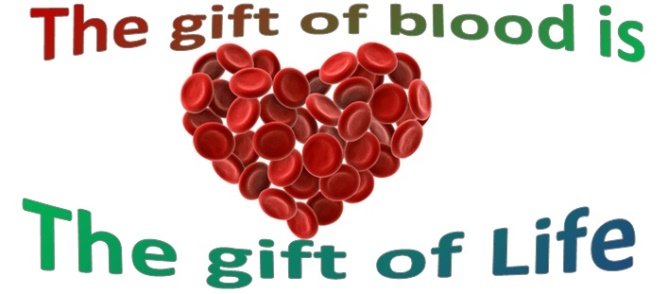 The gift of blood is
The gift of Life